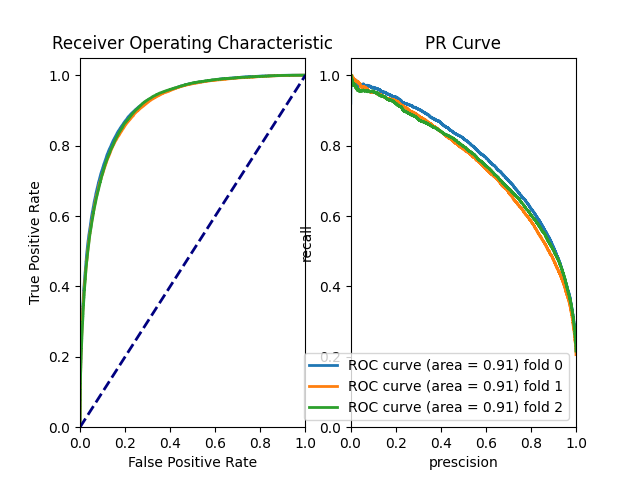 Receiver Operating Characteristic
PR Curve
1.0
0.8
0.6
0.4
0.2
0.0
True Positive Rate
0.0 0.2 0.4 0.6 0.8 1.0
False Positive Rate
1.0
0.8
0.6
0.4
0.2
0.0
recall
0.0 0.2 0.4 0.6 0.8 1.0
prescision
ROC curve (area = 0.91) fold 0
ROC curve (area = 0.91) fold 1
ROC curve (area = 0.91) fold 2